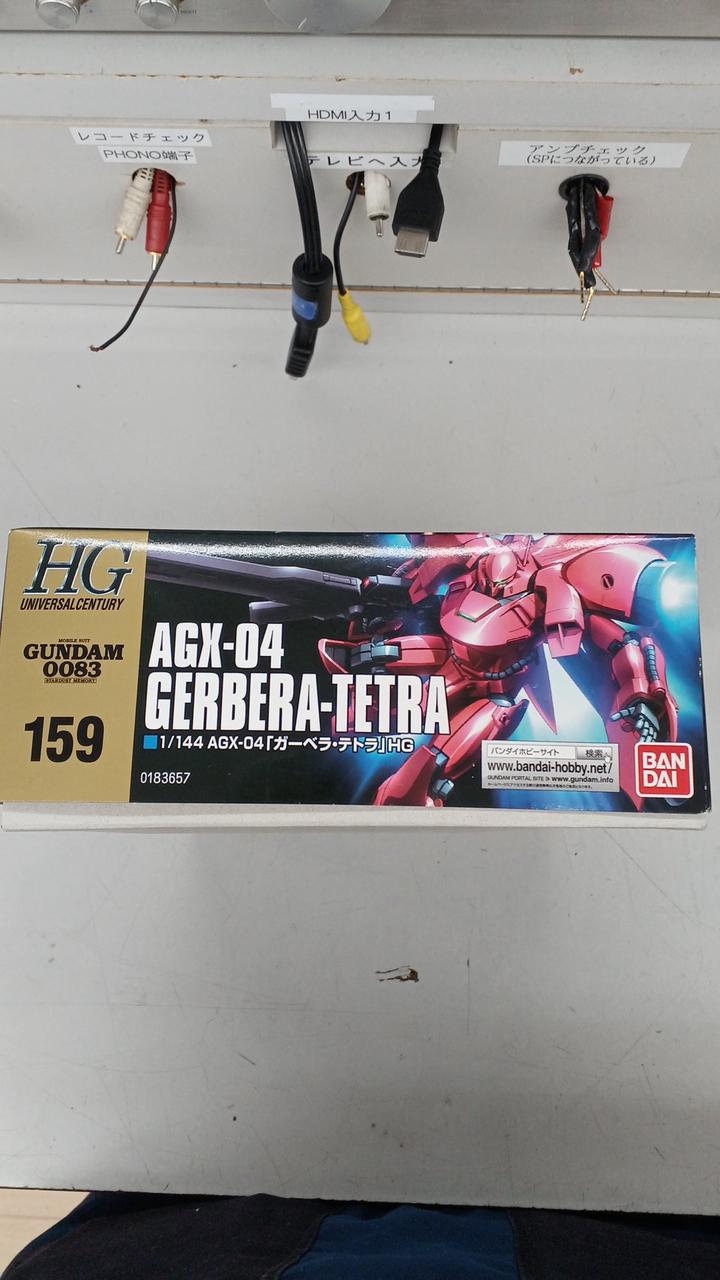 HDMI入力1
レコードチェック
PHONO端子
テレビへ入力
アンプチェック
(SPにつながっている)
HG
UNIVERSAL CENTURY
MOBILE SUIT
GUNDAM
0083
STARDUST MEMORY
159
AGX-04
GERBERA-TETRA
1/144 AGX-04「ガーベラ・テトラ」HG
0183657
バンダイホビーサイト 検索
www.bandai-hobby.net/
GUNDAM PORTAL SITE www.gundam.info
BAN
DAI